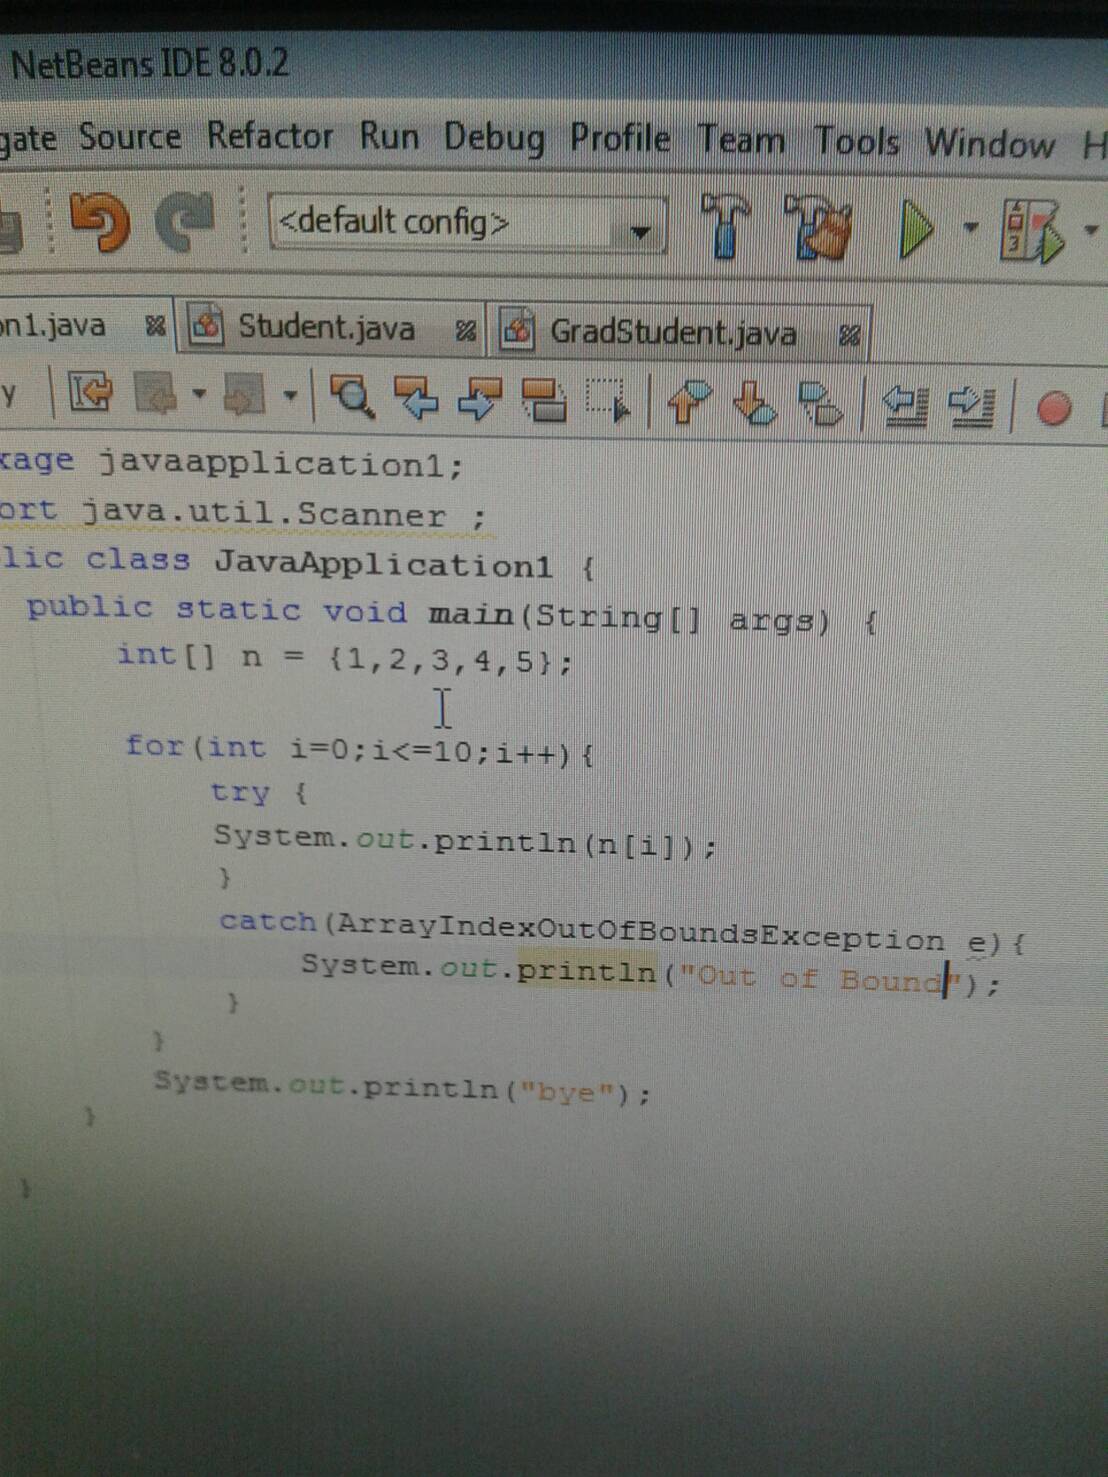 NetBeans IDE 8.0.2
gate Source Refactor Run Debug Profile Team Tools Window H
<default config>
on1.java Student.java GradStudent.java
y
kage javaapplication1;
ort java.util.Scanner ;
lic class JavaApplication1 {
public static void main(String[] args) {
int[] n = {1,2,3,4,5};
for(int i=0;i<=10;i++){
try {
System.out.println(n[i]);
}
catch(ArrayIndexOutOfBoundsException e){
System.out.println("Out of Bound");
}
}
System.out.println("bye");
}
}